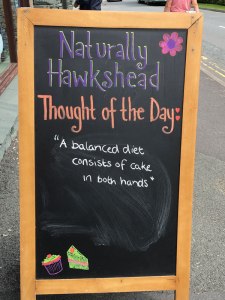 Naturally
Hawkshead
Thought of the Day:
"A balanced diet
consists of cake
in both hands"